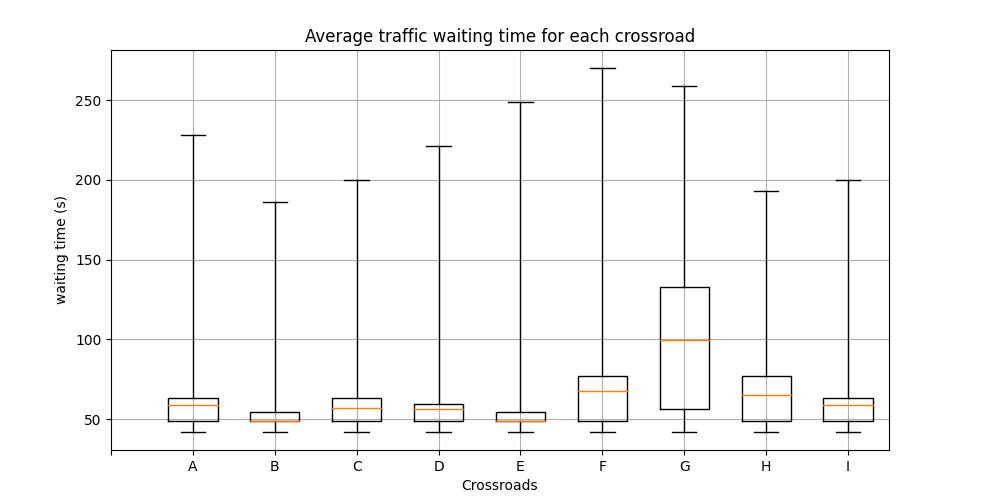 Average traffic waiting time for each crossroad
waiting time (s)
250
200
150
100
50
A B C D E F G H I
Crossroads